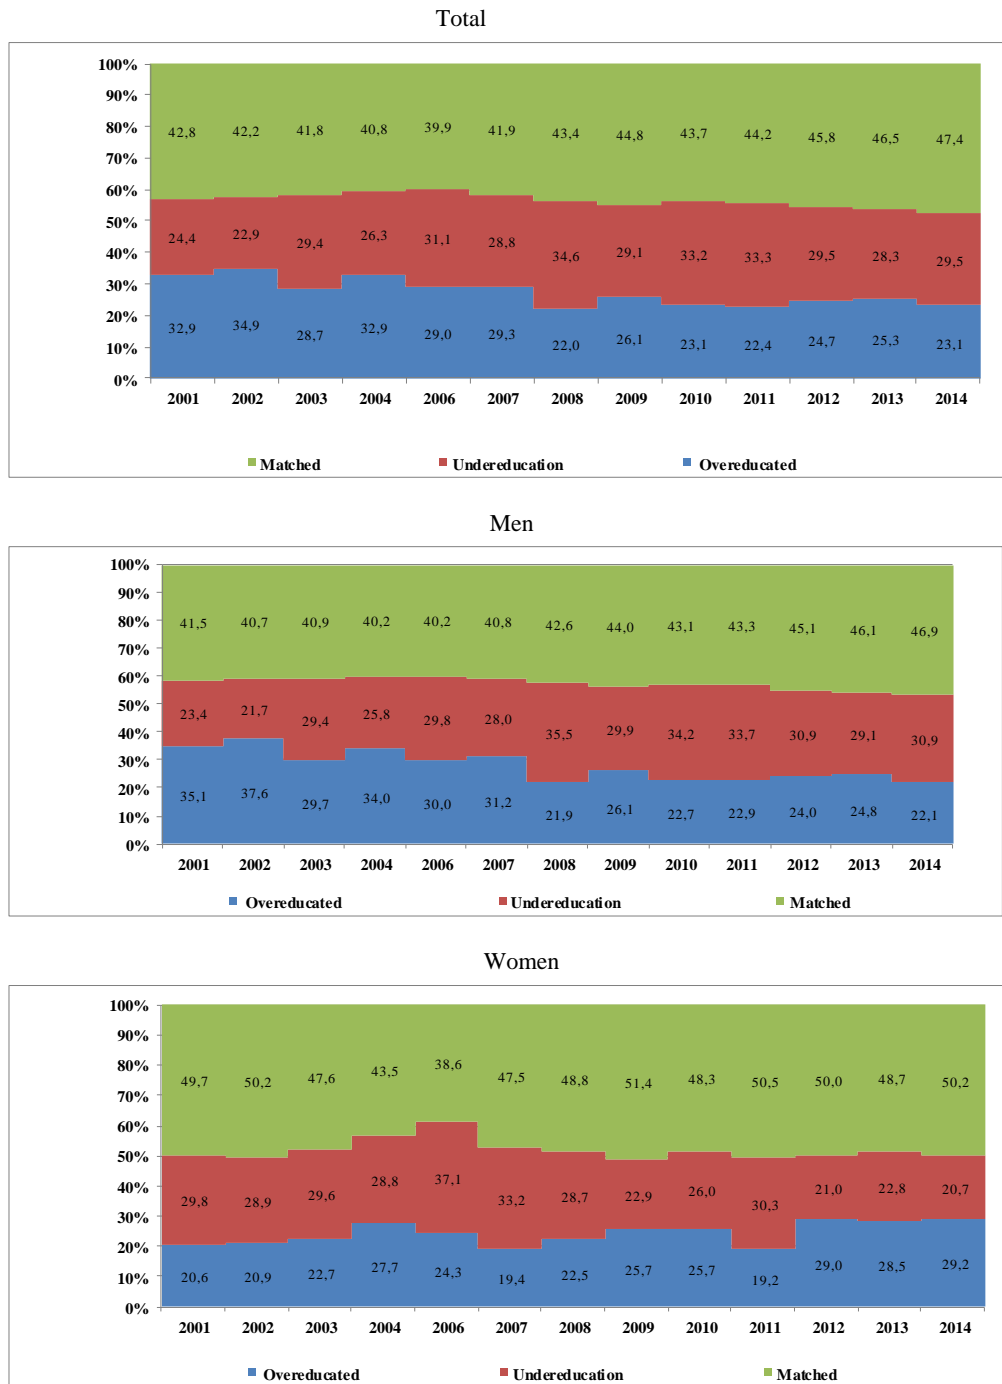 Total
100%
90%
80%
70%
60%
50%
40%
30%
20%
10%
0%
42,8 42,2 41,8 40,8 39,9 41,9 43,4 44,8 43,7 44,2 45,8 46,5 47,4
24,4 22,9 29,4 26,3 31,1 28,8 34,6 29,1 33,2 33,3 29,5 28,3 29,5
32,9 34,9 28,7 32,9 29,0 29,3 22,0 26,1 23,1 22,4 24,7 25,3 23,1
2001 2002 2003 2004 2006 2007 2008 2009 2010 2011 2012 2013 2014
Matched Undereducation Overeducated
Men
100%
90%
80%
70%
60%
50%
40%
30%
20%
10%
0%
41,5 40,7 40,9 40,2 40,2 40,8 42,6 44,0 43,1 43,3 45,1 46,1 46,9
23,4 21,7 29,4 25,8 29,8 28,0 35,5 29,9 34,2 33,7 30,9 29,1 30,9
35,1 37,6 29,7 34,0 30,0 31,2 21,9 26,1 22,7 22,9 24,0 24,8 22,1
2001 2002 2003 2004 2006 2007 2008 2009 2010 2011 2012 2013 2014
Overeducated Undereducation Matched
Women
100%
90%
80%
70%
60%
50%
40%
30%
20%
10%
0%
49,7 50,2 47,6 43,5 38,6 47,5 48,8 51,4 48,3 50,5 50,0 48,7 50,2
29,8 28,9 29,6 28,8 37,1 33,2 28,7 22,9 26,0 30,3 21,0 22,8 20,7
20,6 20,9 22,7 27,7 24,3 19,4 22,5 25,7 25,7 19,2 29,0 28,5 29,2
2001 2002 2003 2004 2006 2007 2008 2009 2010 2011 2012 2013 2014
Overeducated Undereducation Matched